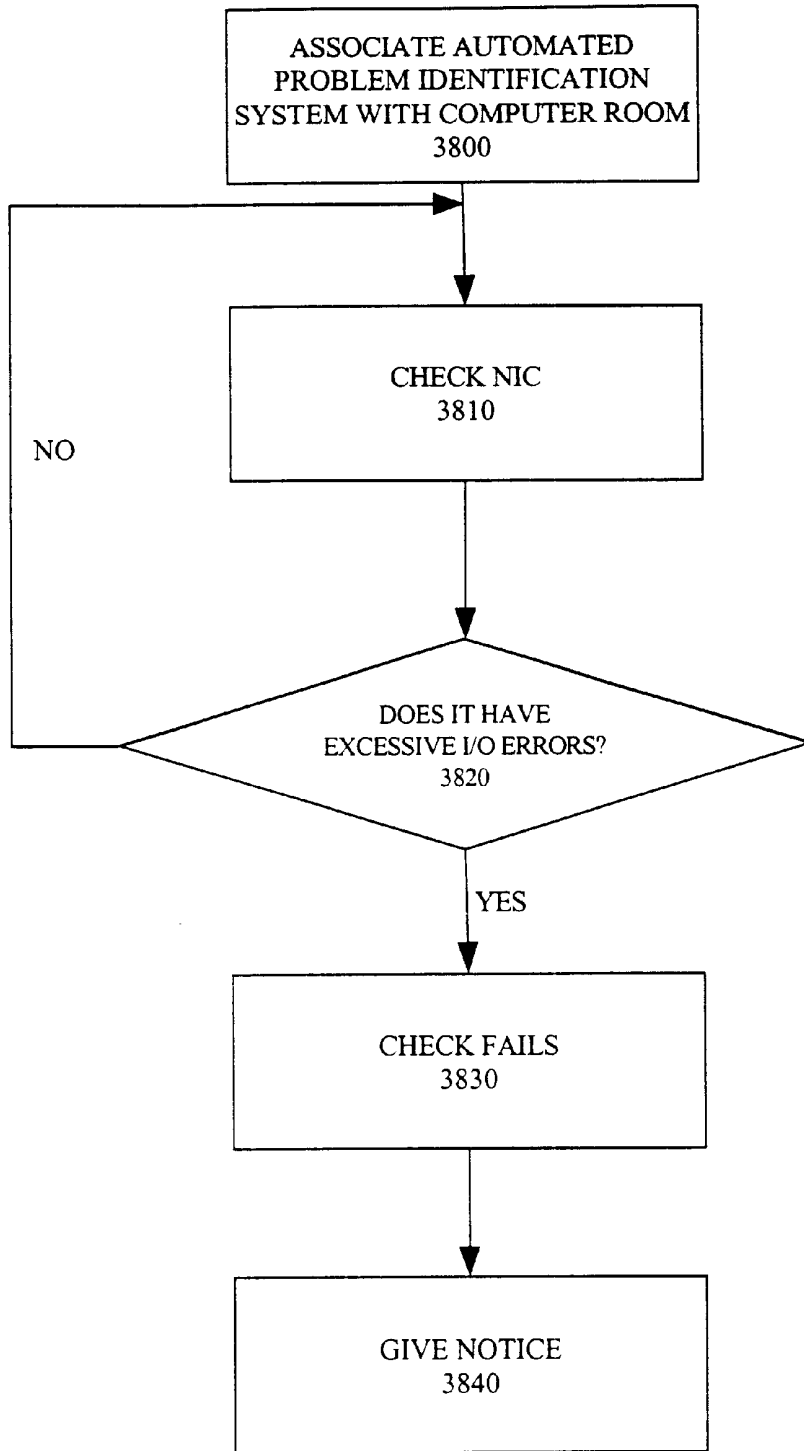 ASSOCIATE AUTOMATED
PROBLEM IDENTIFICATION
SYSTEM WITH COMPUTER ROOM
3800
CHECK NIC
3810
NO
DOES IT HAVE
EXCESSIVE I/O ERRORS?
3820
YES
CHECK FAILS
3830
GIVE NOTICE
3840